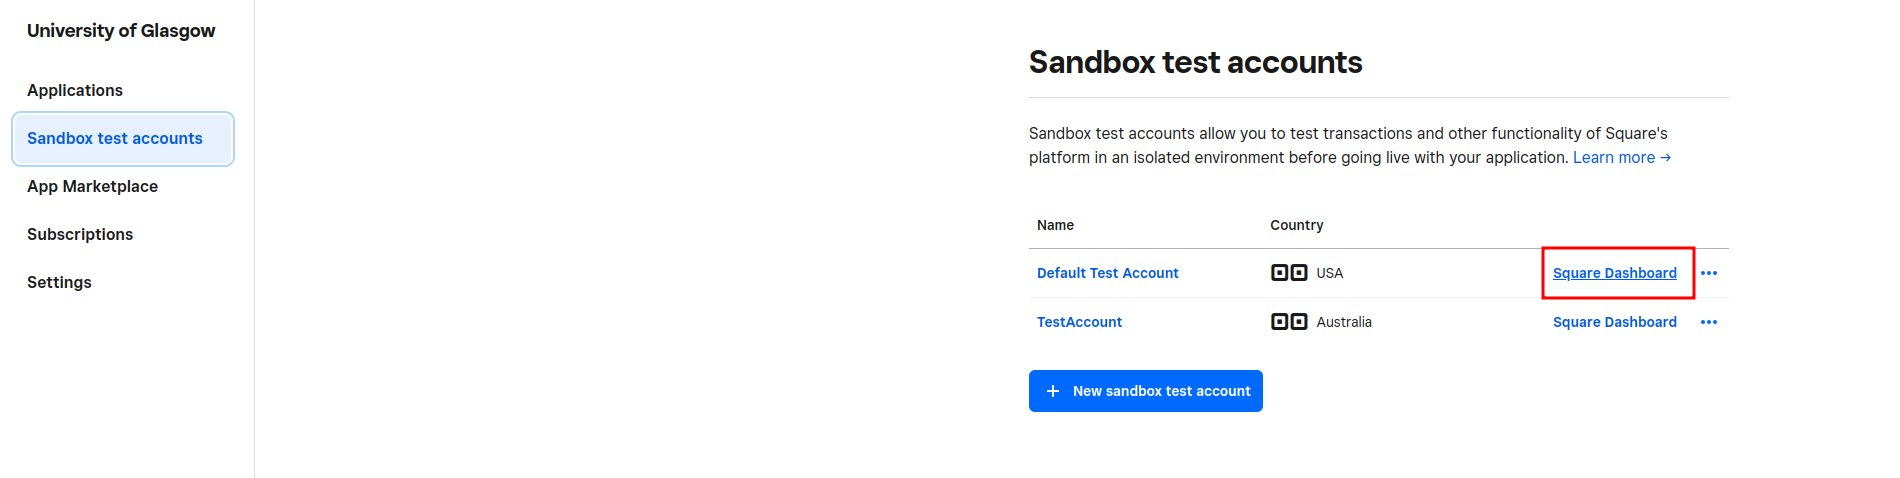 University of Glasgow
Applications
Sandbox test accounts
App Marketplace
Subscriptions
Settings
Sandbox test accounts
Sandbox test accounts allow you to test transactions and other functionality of Square's
platform in an isolated environment before going live with your application. Learn more →
Name Country
Default Test Account USA Square Dashboard •••
TestAccount Australia Square Dashboard •••
+ New sandbox test account